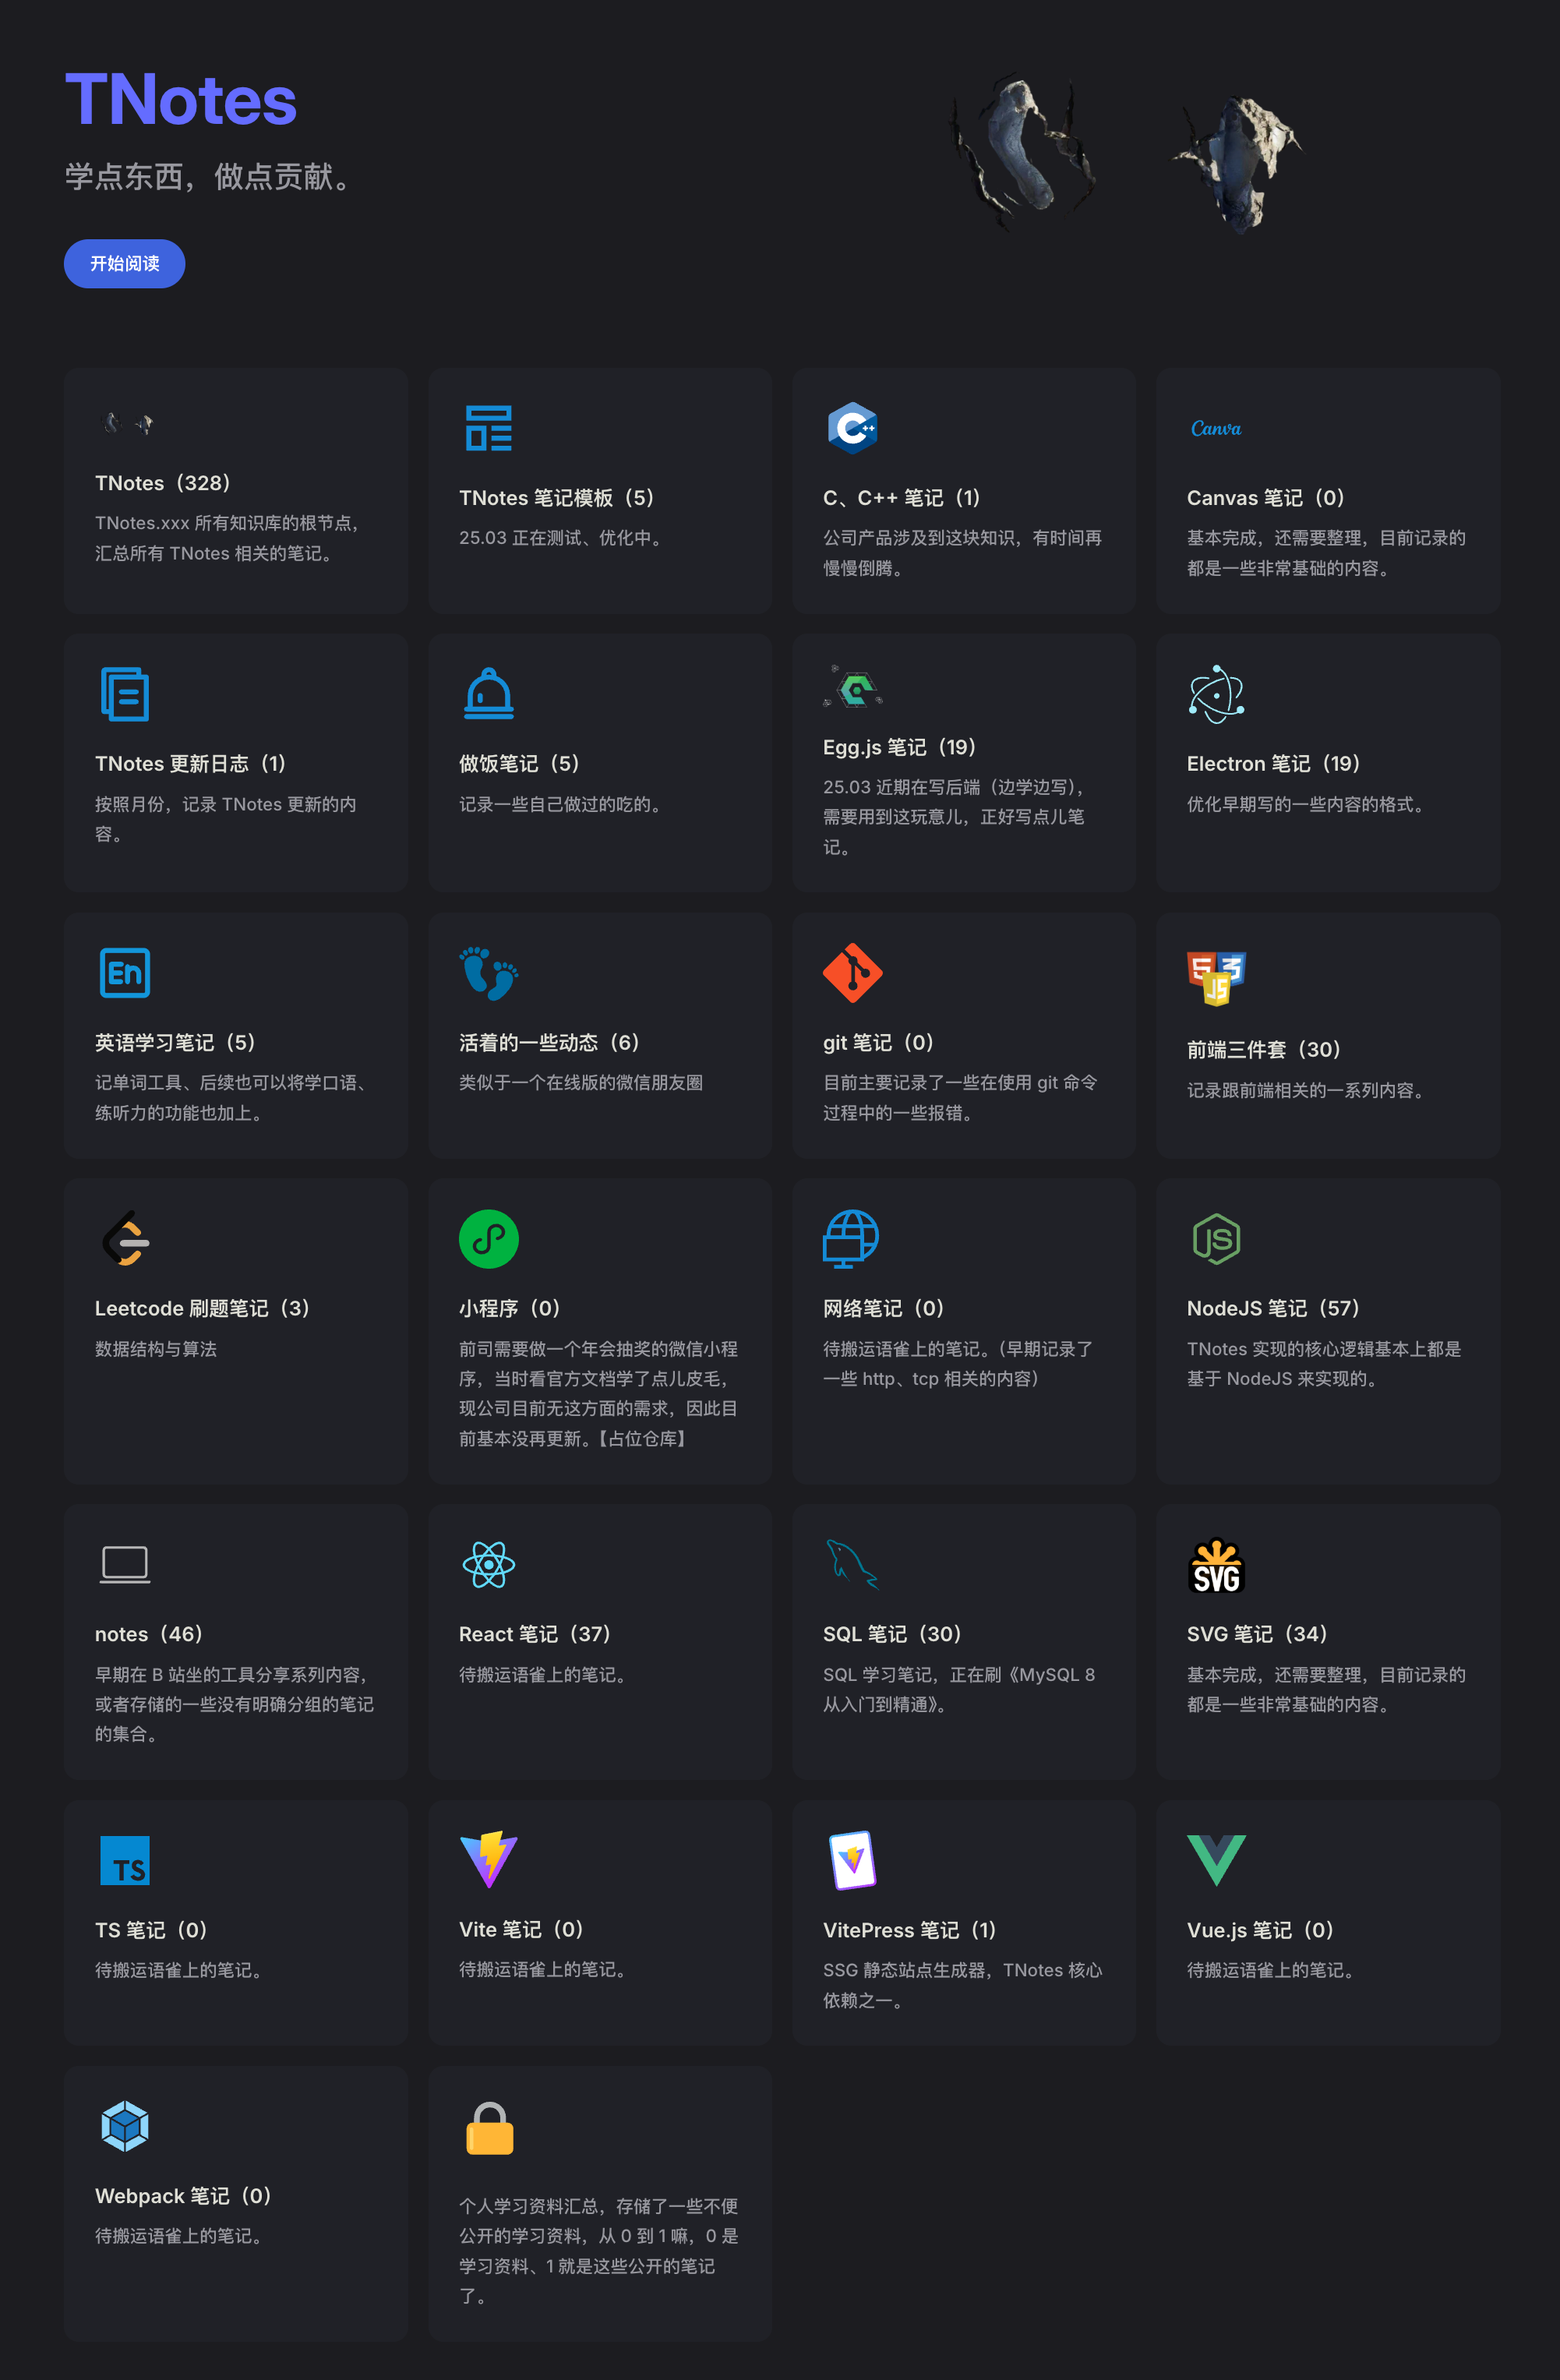 TNotes
学点东西，做点贡献。
开始阅读
TNotes（328）
TNotes.xxx 所有知识库的根节点，
汇总所有 TNotes 相关的笔记。
TNotes 笔记模板（5）
25.03 正在测试、优化中。
C++
C、C++ 笔记（1）
公司产品涉及到这块知识，有时间再
慢慢倒腾。
Canva
Canvas 笔记（0）
基本完成，还需要整理，目前记录的
都是一些非常基础的内容。
TNotes 更新日志（1）
按照月份，记录 TNotes 更新的内
容。
做饭笔记（5）
记录一些自己做过的吃的。
Egg.js 笔记（19）
25.03 近期在写后端（边学边写），
需要用到这玩意儿，正好写点儿笔
记。
Electron 笔记（19）
优化早期写的一些内容的格式。
En
英语学习笔记（5）
记单词工具、后续也可以将学口语、
练听力的功能也加上。
活着的一些动态（6）
类似于一个在线版的微信朋友圈
git 笔记（0）
目前主要记录了一些在使用 git 命令
过程中的一些报错。
5 3
JS
前端三件套（30）
记录跟前端相关的一系列内容。
Leetcode 刷题笔记（3）
数据结构与算法
小程序（0）
前司需要做一个年会抽奖的微信小程
序，当时看官方文档学了点儿皮毛，
现公司目前无这方面的需求，因此目
前基本没再更新。【占位仓库】
网络笔记（0）
待搬运语雀上的笔记。（早期记录了
一些 http、tcp 相关的内容）
JS
NodeJS 笔记（57）
TNotes 实现的核心逻辑基本上都是
基于 NodeJS 来实现的。
notes（46）
早期在 B 站坐的工具分享系列内容，
或者存储的一些没有明确分组的笔记
的集合。
React 笔记（37）
待搬运语雀上的笔记。
SQL 笔记（30）
SQL 学习笔记，正在刷《MySQL 8
从入门到精通》。
SVG
SVG 笔记（34）
基本完成，还需要整理，目前记录的
都是一些非常基础的内容。
TS
TS 笔记（0）
待搬运语雀上的笔记。
Vite 笔记（0）
待搬运语雀上的笔记。
VitePress 笔记（1）
SSG 静态站点生成器，TNotes 核心
依赖之一。
Vue.js 笔记（0）
待搬运语雀上的笔记。
Webpack 笔记（0）
待搬运语雀上的笔记。
个人学习资料汇总，存储了一些不便
公开的学习资料，从 0 到 1 嘛，0 是
学习资料、1 就是这些公开的笔记
了。